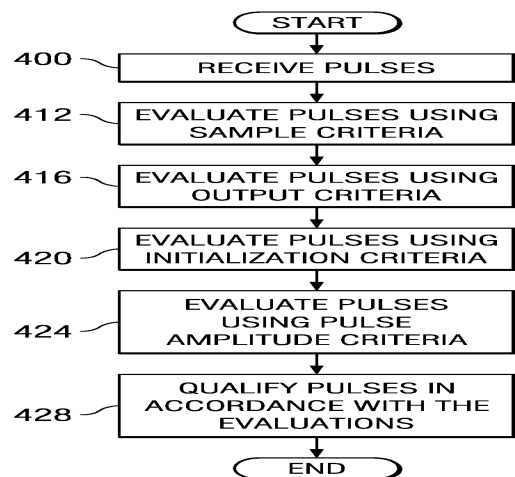 START
400
RECEIVE PULSES
412
EVALUATE PULSES USING
SAMPLE CRITERIA
416
EVALUATE PULSES USING
OUTPUT CRITERIA
420
EVALUATE PULSES USING
INITIALIZATION CRITERIA
424
EVALUATE PULSES
USING PULSE
AMPLITUDE CRITERIA
428
QUALIFY PULSES IN
ACCORDANCE WITH THE
EVALUATIONS
END